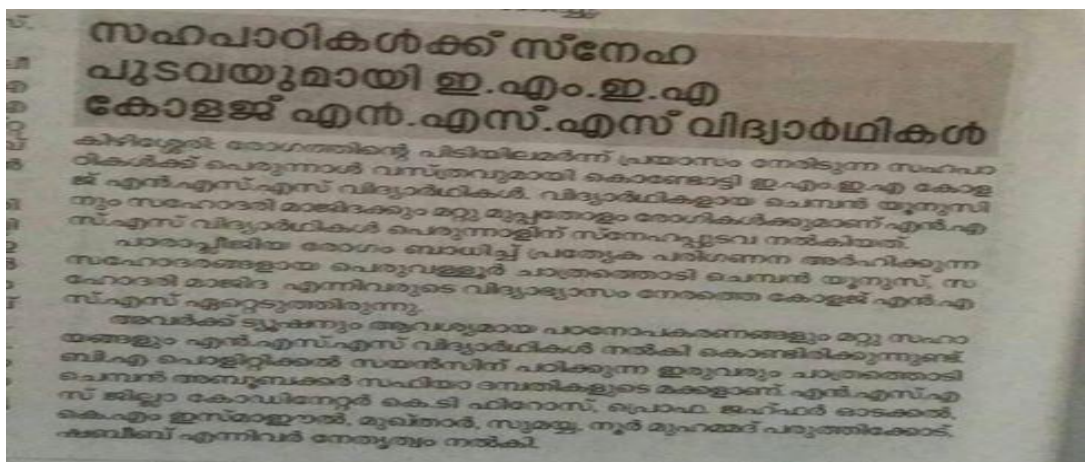 സഹപാഠികൾക്ക് സ്നേഹ
പുടവയുമായി ഇ.എം.ഇ.എ
കോളജ് എൻ.എസ്.എസ് വിദ്യാർഥികൾ
കിഴിശ്ശേരി: രോഗത്തിന്റെ പിടിയിലമർന്ന് പ്രയാസം നേരിടുന്ന സഹപാ
ഠികൾക്ക് പെരുന്നാൾ വസ്ത്രവുമായി കൊണ്ടോട്ടി ഇ.എം.ഇ.എ കോള
ജ് എൻ.എസ്.എസ് വിദ്യാർഥികൾ. വിദ്യാർഥികളായ ചെമ്പൻ യൂനുസി
നും സഹോദരി മാജിദക്കും മറ്റു മുപ്പതോളം രോഗികൾക്കുമാണ് എൻ.എ
സ്.എസ് വിദ്യാർഥികൾ പെരുന്നാളിന് സ്നേഹപ്പുടവ നൽകിയത്.
പാരാപ്ലീജിയ രോഗം ബാധിച്ച് പ്രത്യേക പരിഗണന അർഹിക്കുന്ന
സഹോദരങ്ങളായ പെരുവള്ളൂർ ചാത്രത്തൊടി ചെമ്പൻ യൂനുസ്, സ
ഹോദരി മാജിദ എന്നിവരുടെ വിദ്യാഭ്യാസം നേരത്തെ കോളജ് എൻ.എ
സ്.എസ് ഏറ്റെടുത്തിരുന്നു.
അവർക്ക് ട്യൂഷനും ആവശ്യമായ പഠനോപകരണങ്ങളും മറ്റു സഹാ
യങ്ങളും എൻ.എസ്.എസ് വിദ്യാർഥികൾ നൽകി കൊണ്ടിരിക്കുന്നുണ്ട്.
ബിഎ പൊളിറ്റിക്കൽ സയൻസിന് പഠിക്കുന്ന ഇരുവരും ചാത്രത്തൊടി
ചെമ്പൻ അബൂബക്കർ സഫിയാ ദമ്പതികളുടെ മക്കളാണ്. എൻ.എസ്.എ
സ് ജില്ലാ കോഡിനേറ്റർ കെ.ടി ഫിറോസ്, പ്രൊഫ. ജഹ്ഫർ ഓടക്കൽ,
കെ.എം ഇസ്മാഈൽ, മുഖ്താർ, സുമയ്യ, നൂർ മുഹമ്മദ് പരുത്തിക്കോട്,
ഷബീബ് എന്നിവർ നേതൃത്വം നൽകി.